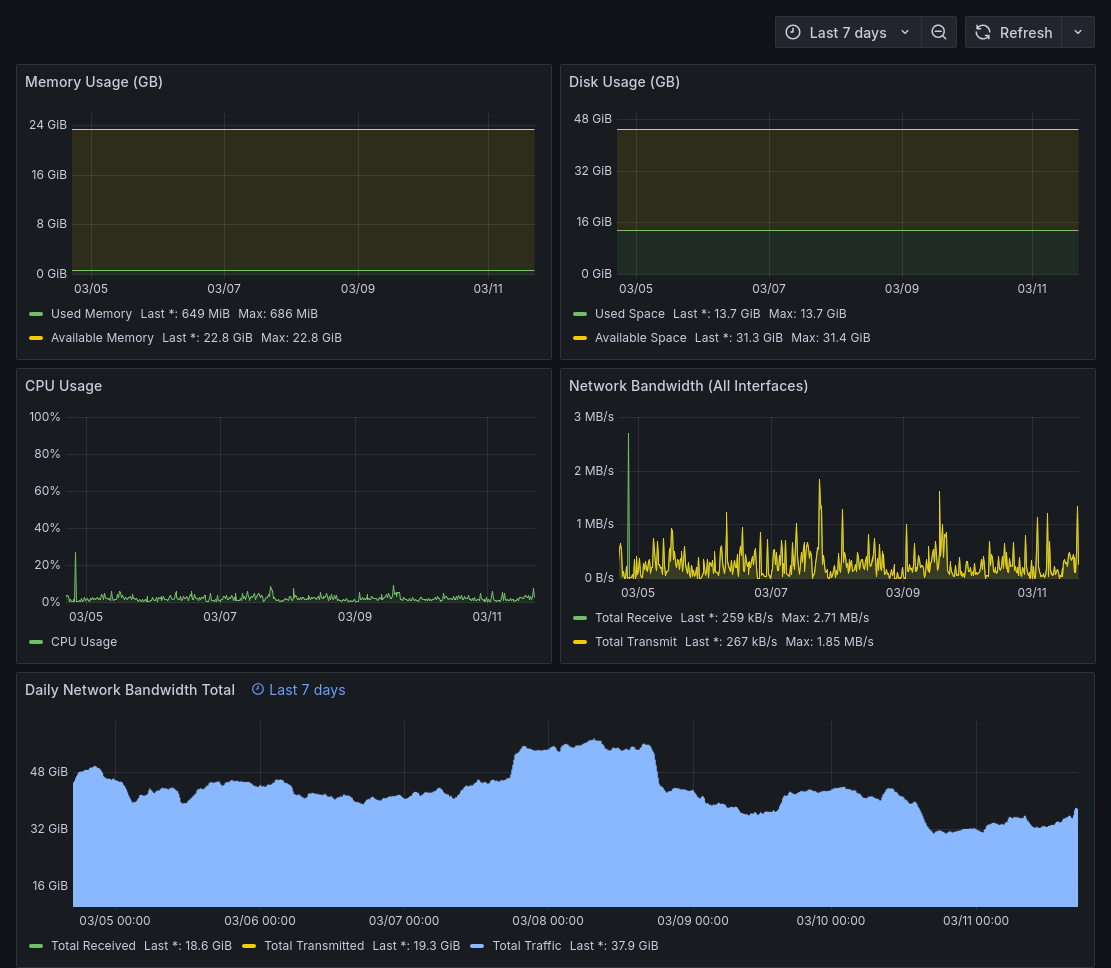 Last 7 days Refresh
Memory Usage (GB)
24 GiB
16 GiB
8 GiB
0 GiB
03/05 03/07 03/09 03/11
Used Memory Last *: 649 MiB Max: 686 MiB
Available Memory Last *: 22.8 GiB Max: 22.8 GiB
Disk Usage (GB)
48 GiB
32 GiB
16 GiB
0 GiB
03/05 03/07 03/09 03/11
Used Space Last *: 13.7 GiB Max: 13.7 GiB
Available Space Last *: 31.3 GiB Max: 31.4 GiB
CPU Usage
100%
80%
60%
40%
20%
0%
03/05 03/07 03/09 03/11
CPU Usage
Network Bandwidth (All Interfaces)
3 MB/s
2 MB/s
1 MB/s
0 B/s
03/05 03/07 03/09 03/11
Total Receive Last *: 259 kB/s Max: 2.71 MB/s
Total Transmit Last *: 267 kB/s Max: 1.85 MB/s
Daily Network Bandwidth Total Last 7 days
48 GiB
32 GiB
16 GiB
03/05 00:00 03/06 00:00 03/07 00:00 03/08 00:00 03/09 00:00 03/10 00:00 03/11 00:00
Total Received Last *: 18.6 GiB Total Transmitted Last *: 19.3 GiB Total Traffic Last *: 37.9 GiB